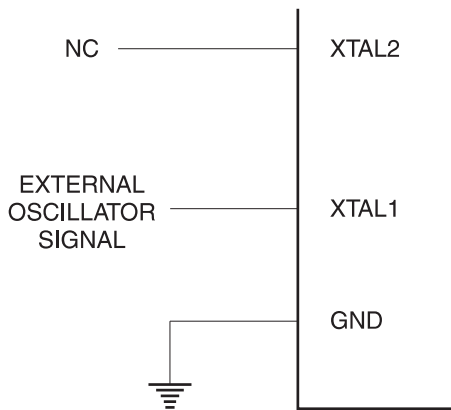 NC
XTAL2
EXTERNAL
OSCILLATOR
SIGNAL
XTAL1
GND